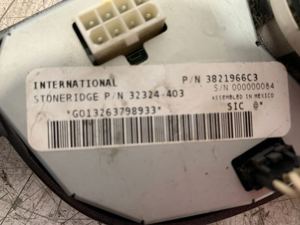 INTERNATIONAL P/N 3821966C3
STONERIDGE P/N 32324-403 S/N 000000084
*G013263798933* ASSEMBLED IN MEXICO
SIC @*